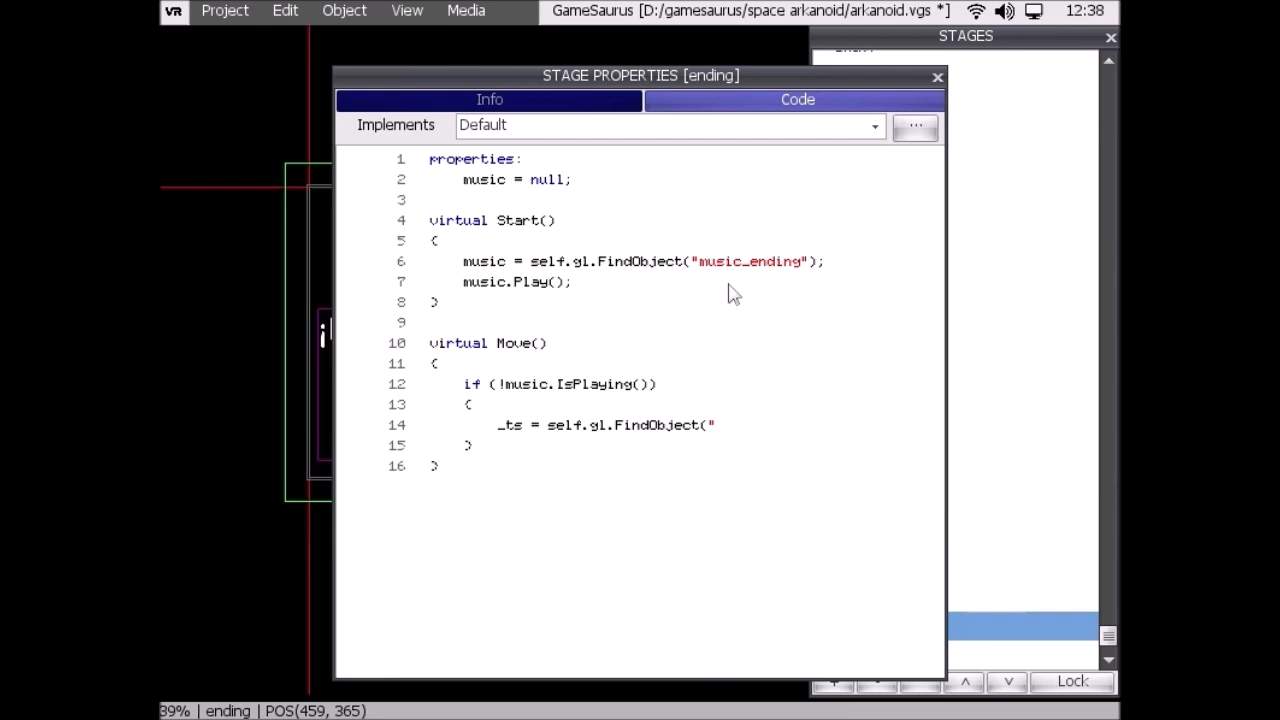 VR Project Edit Object View Media GameSaurus [D:/gamesaurus/space arkanoid/arkanoid.vgs *] 12:38
STAGES
STAGE PROPERTIES [ending]
Info Code
Implements Default ...
1 properties:
2 music = null;
3
4 virtual Start()
5 {
6 music = self.gl.FindObject("music_ending");
7 music.Play();
8 }
9
10 virtual Move()
11 {
12 if (!music.IsPlaying())
13 {
14 _ts = self.gl.FindObject("
15 }
16 }
Lock
39% | ending | POS(459, 365)